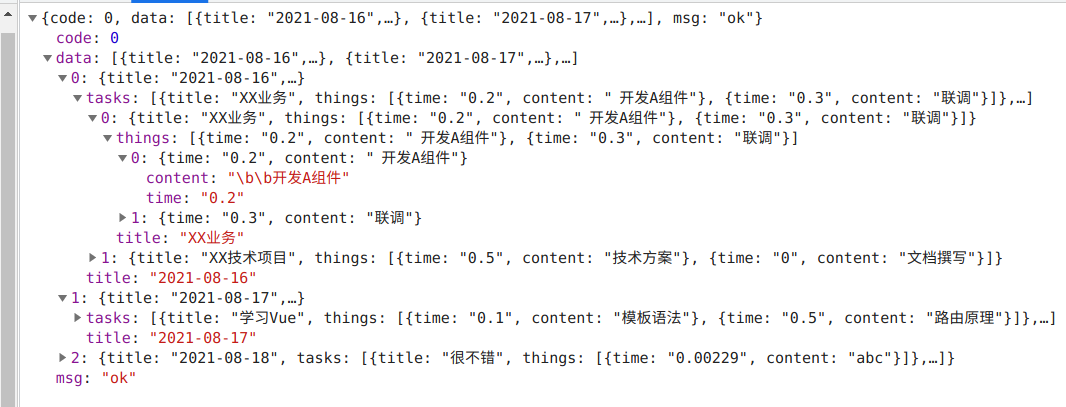 {code: 0, data: [{title: "2021-08-16",…}, {title: "2021-08-17",…},…], msg: "ok"}
code: 0
data: [{title: "2021-08-16",…}, {title: "2021-08-17",…},…]
0: {title: "2021-08-16",…}
tasks: [{title: "XX业务", things: [{time: "0.2", content: " 开发A组件"}, {time: "0.3", content: "联调"}]},…]
0: {title: "XX业务", things: [{time: "0.2", content: " 开发A组件"}, {time: "0.3", content: "联调"}]}
things: [{time: "0.2", content: " 开发A组件"}, {time: "0.3", content: "联调"}]
0: {time: "0.2", content: " 开发A组件"}
content: "\b\b开发A组件"
time: "0.2"
1: {time: "0.3", content: "联调"}
title: "XX业务"
1: {title: "XX技术项目", things: [{time: "0.5", content: "技术方案"}, {time: "0", content: "文档撰写"}]}
title: "2021-08-16"
1: {title: "2021-08-17",…}
tasks: [{title: "学习Vue", things: [{time: "0.1", content: "模板语法"}, {time: "0.5", content: "路由原理"}]},…]
title: "2021-08-17"
2: {title: "2021-08-18", tasks: [{title: "很不错", things: [{time: "0.00229", content: "abc"}]},…]}
msg: "ok"